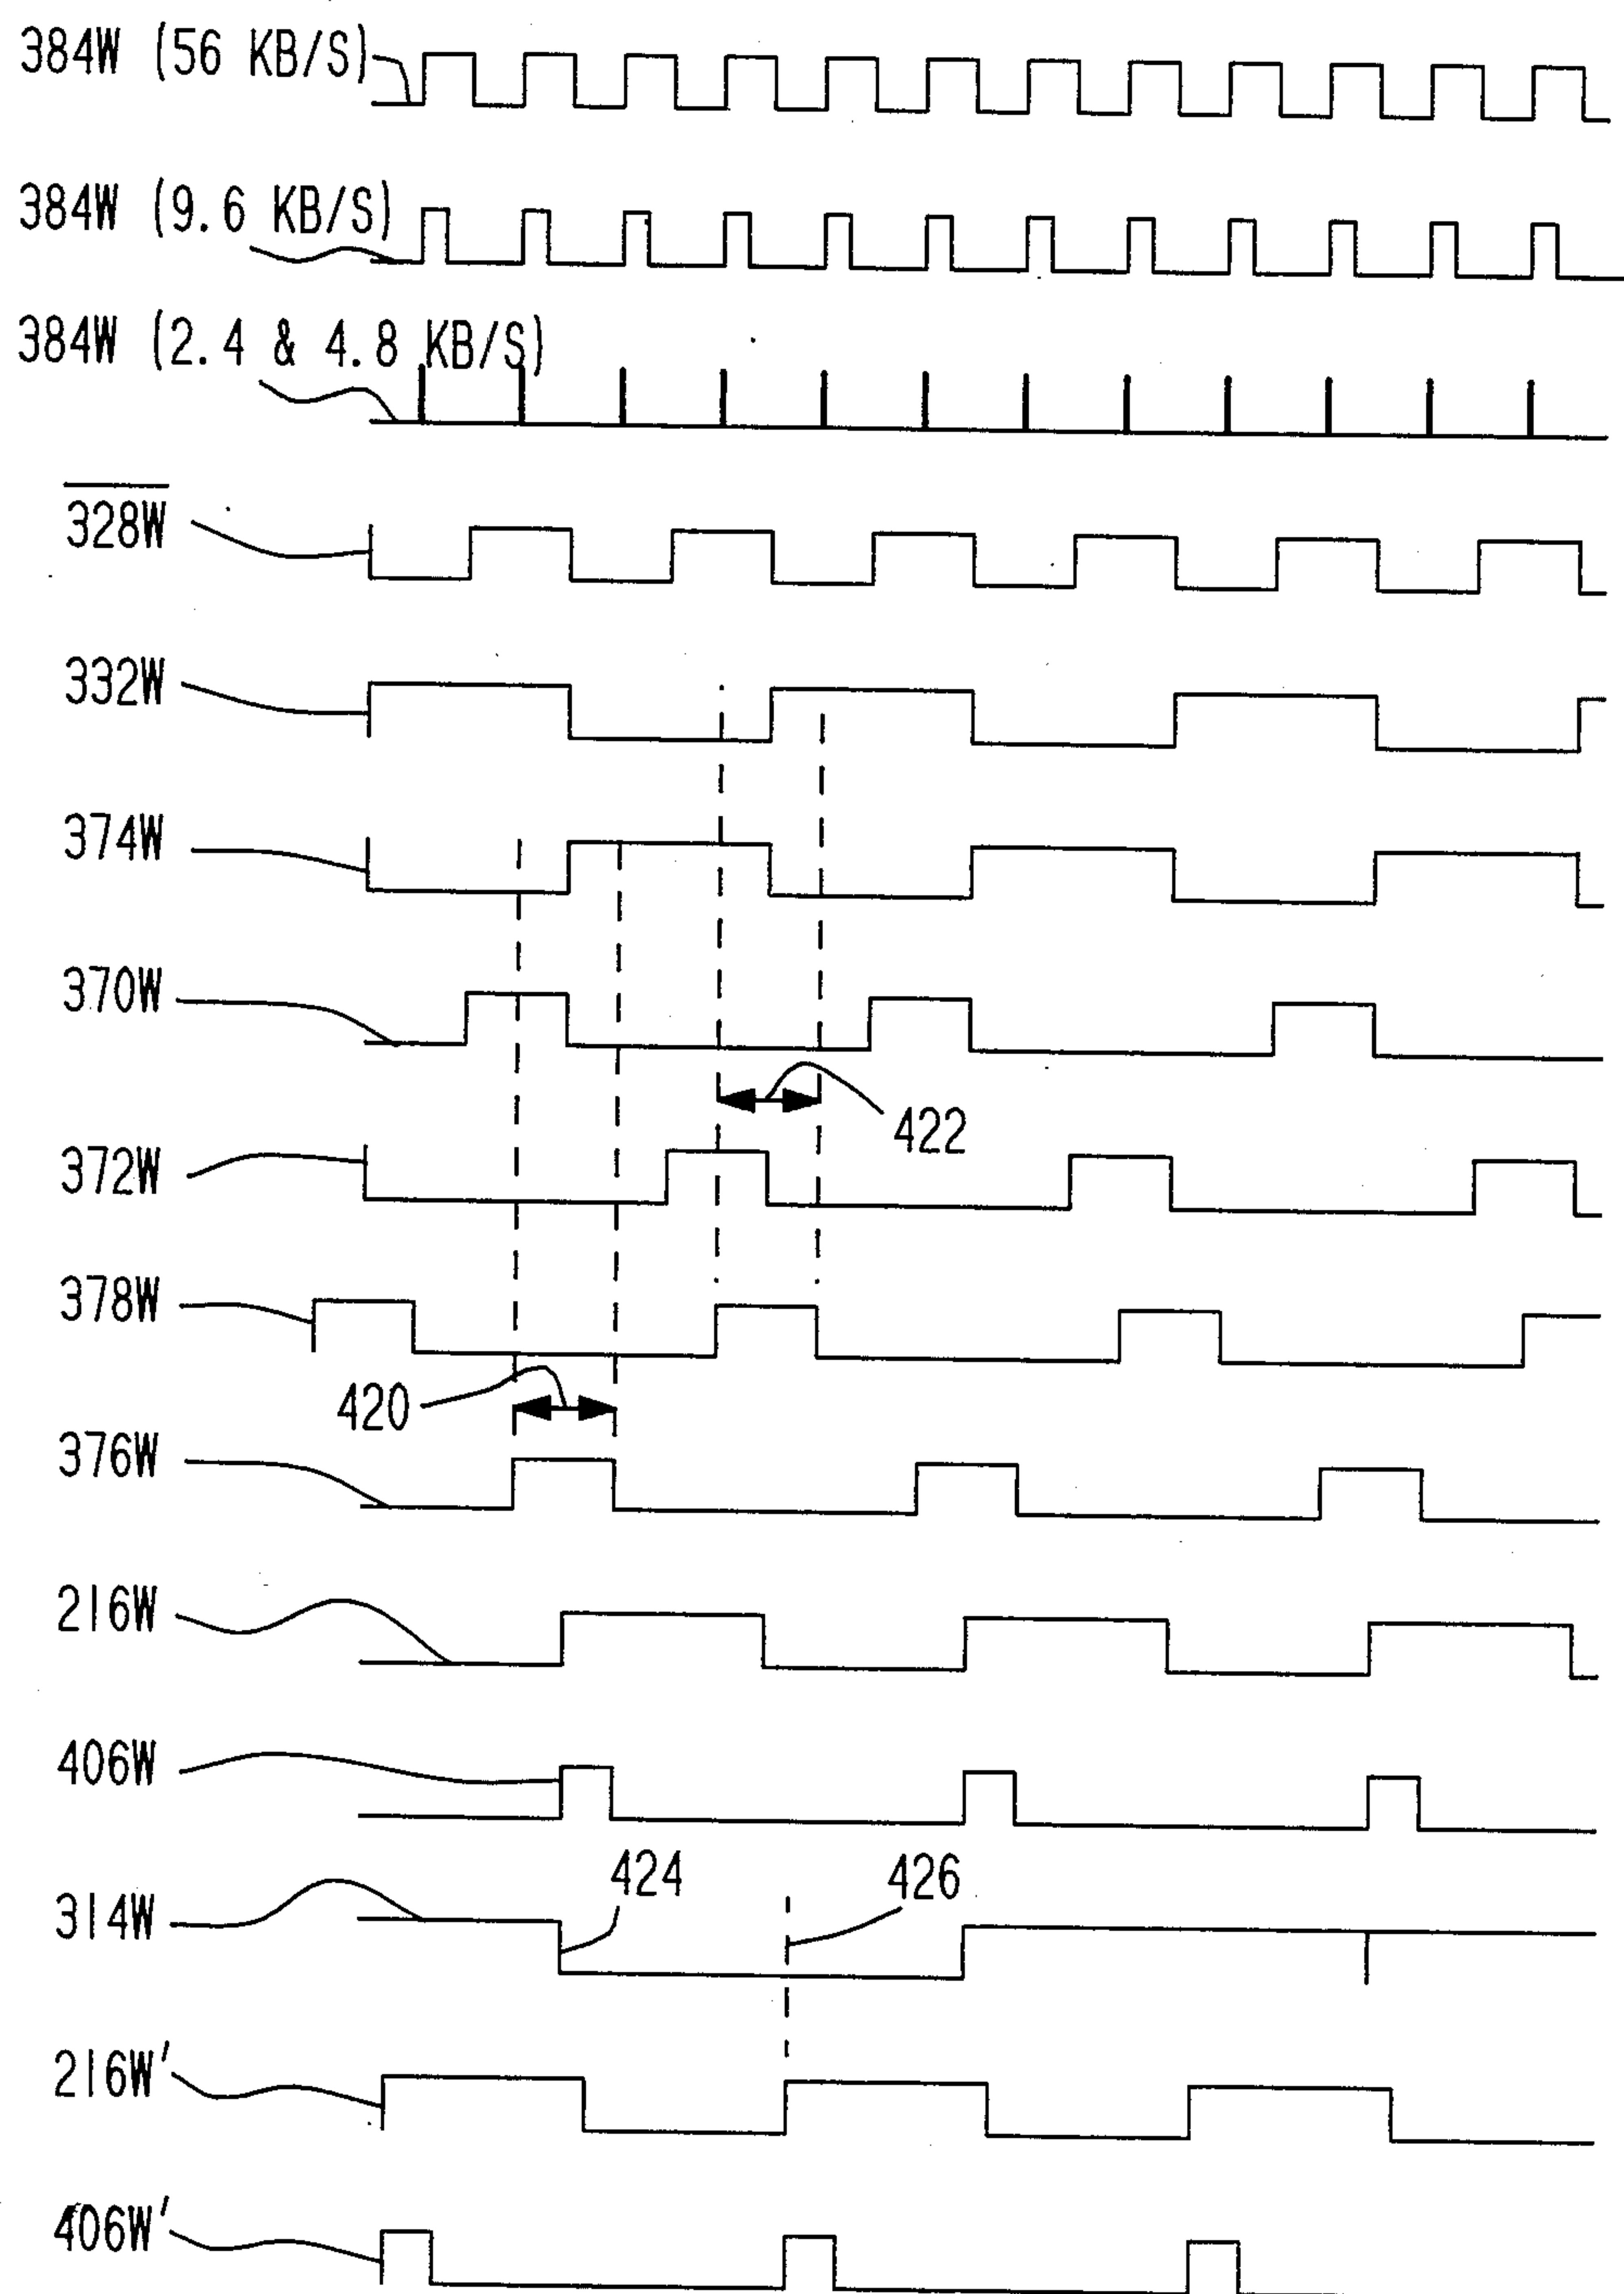 384W (56 KB/S)
384W (9.6 KB/S)
384W (2.4 & 4.8 KB/S)
328W
332W
374W
370W
422
372W
378W
420
376W
216W
406W
424
426
314W
216W'
406W'